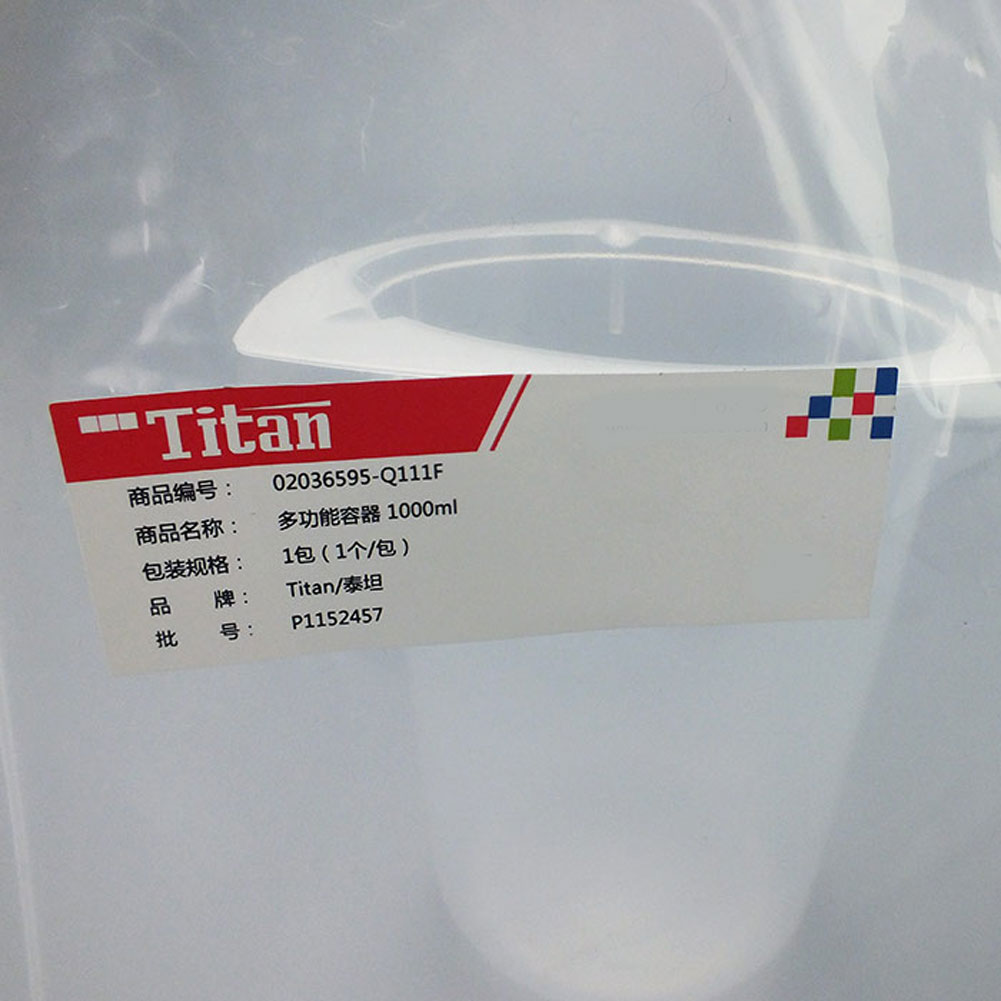 Titan
商品编号： 02036595-Q111F
商品名称： 多功能容器 1000ml
包装规格： 1包（1个/包）
品 牌： Titan/泰坦
批 号： P1152457